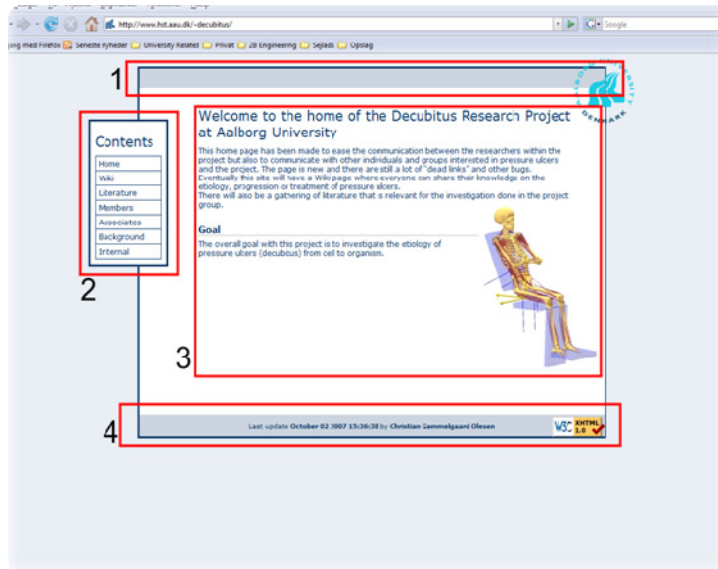 http://www.hst.aau.dk/~decubitus/
Google
Seneste nyheder University Related Privat 2B Engineering Sejlads Opslag
1
AALBORG UNIVERSITY
DENMARK
Contents
Home
Wiki
Literature
Members
Associates
Background
Internal
2
Welcome to the home of the Decubitus Research Project
at Aalborg University
This home page has been made to ease the communication between the researchers within the
project but also to communicate with other individuals and groups interested in pressure ulcers
and the project. The page is new and there are still a lot of "dead links" and other bugs.
Eventually this site will have a Wiki page where everyone can share their knowledge on the
etiology, progression or treatment of pressure ulcers.
There will also be a gathering of literature that is relevant for the investigation done in the project
group.
Goal
The overall goal with this project is to investigate the etiology of
pressure ulcers (decubitus) from cell to organism.
3
4
Last update October 02 2007 15:36:38 by Christian Gammelgaard Olesen
W3C XHTML
1.0